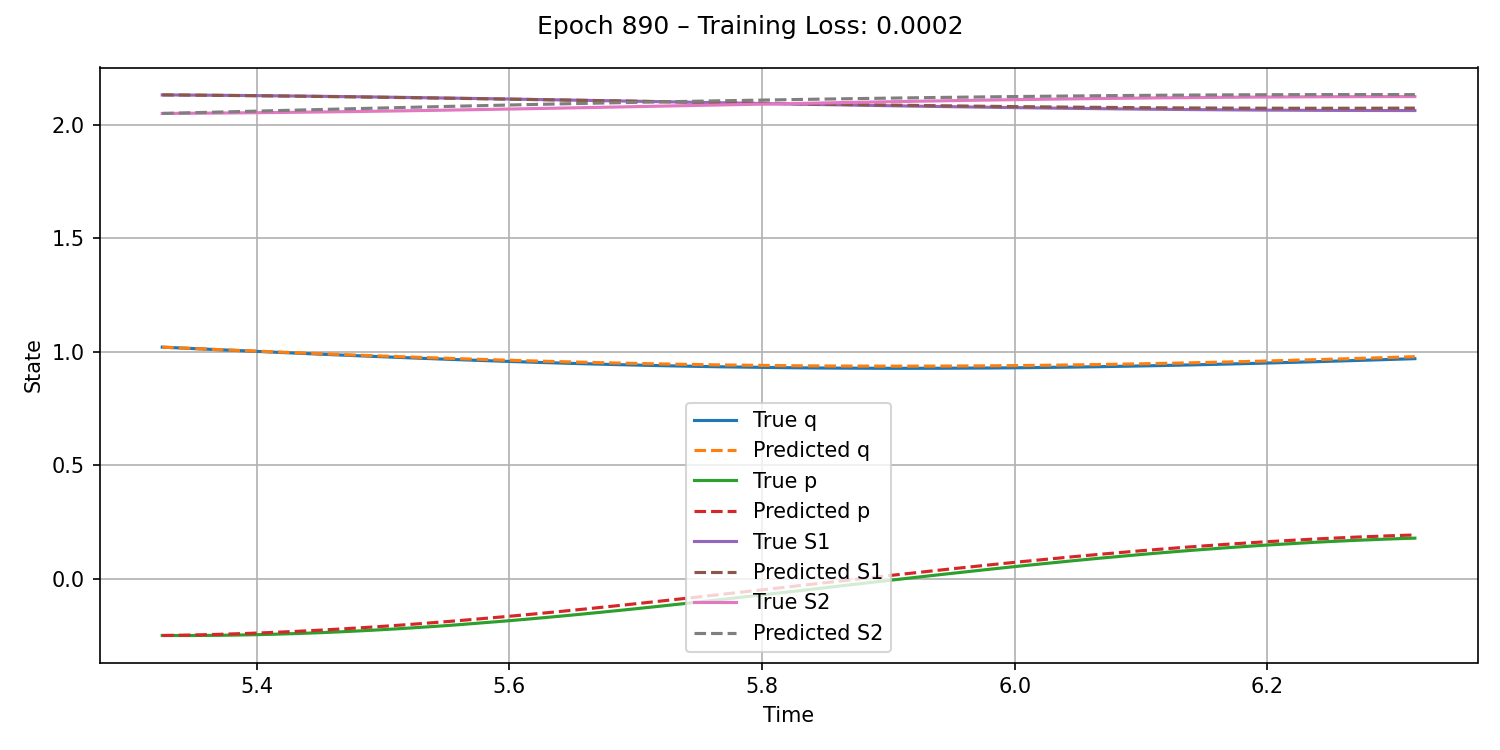 Epoch 890 – Training Loss: 0.0002
2.0
1.5
1.0
0.5
0.0
State
True q
Predicted q
True p
Predicted p
True S1
Predicted S1
True S2
Predicted S2
5.4 5.6 5.8 6.0 6.2
Time